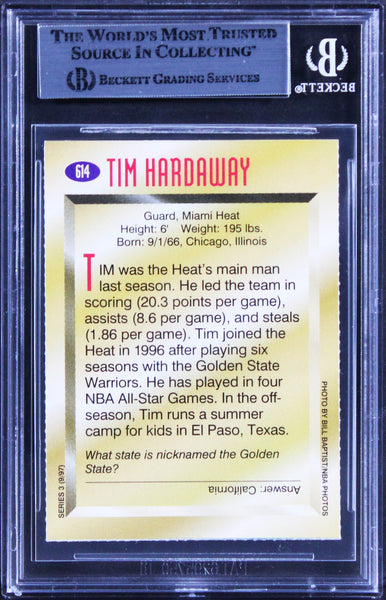 THE WORLD'S MOST TRUSTED
SOURCE IN COLLECTING™
BECKETT GRADING SERVICES
BECKETT
614
TIM HARDAWAY
Guard, Miami Heat
Height: 6' Weight: 195 lbs.
Born: 9/1/66, Chicago, Illinois
TIM was the Heat's main man
last season. He led the team in
scoring (20.3 points per game),
assists (8.6 per game), and steals
(1.86 per game). Tim joined the
Heat in 1996 after playing six
seasons with the Golden State
Warriors. He has played in four
NBA All-Star Games. In the off-
season, Tim runs a summer
camp for kids in El Paso, Texas.
What state is nicknamed the Golden
State?
Answer: California
SERIES 3 (9/97)
PHOTO BY BILL BAPTIST/NBA PHOTOS